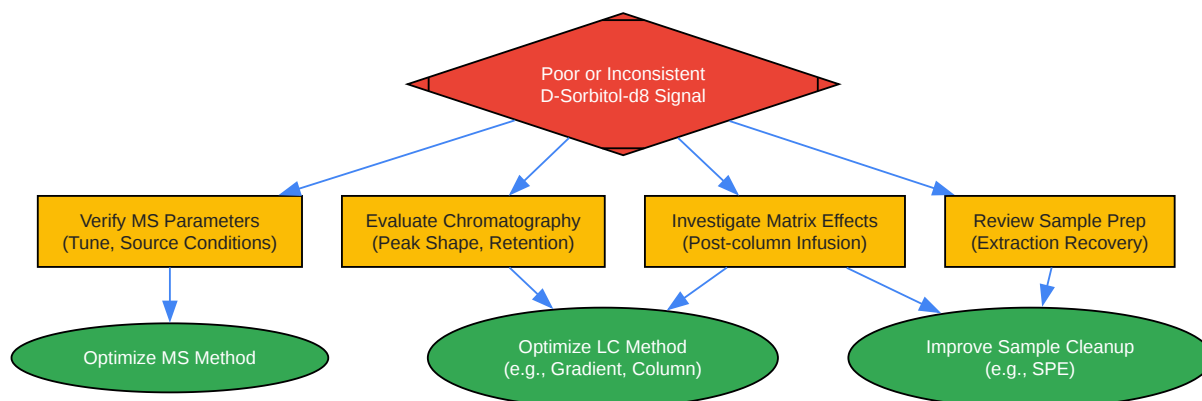 Poor or Inconsistent
D-Sorbitol-d8 Signal
Verify MS Parameters
(Tune, Source Conditions)
Evaluate Chromatography
(Peak Shape, Retention)
Investigate Matrix Effects
(Post-column Infusion)
Review Sample Prep
(Extraction Recovery)
Optimize MS Method
Optimize LC Method
(e.g., Gradient, Column)
Improve Sample Cleanup
(e.g., SPE)